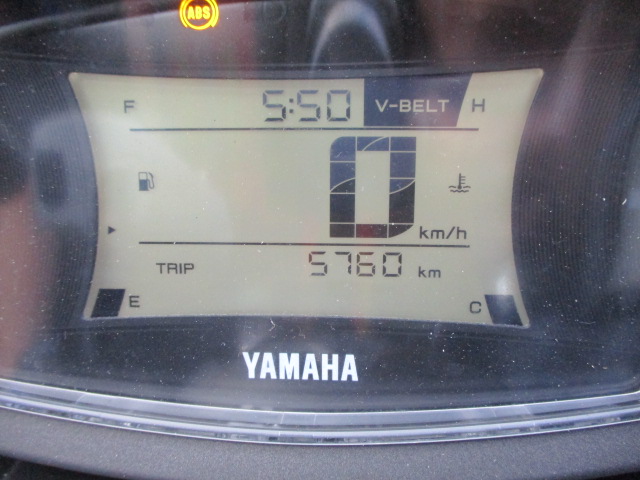 ABS
F 5:50 V-BELT H
0 km/h
TRIP 5760 km
E C
YAMAHA